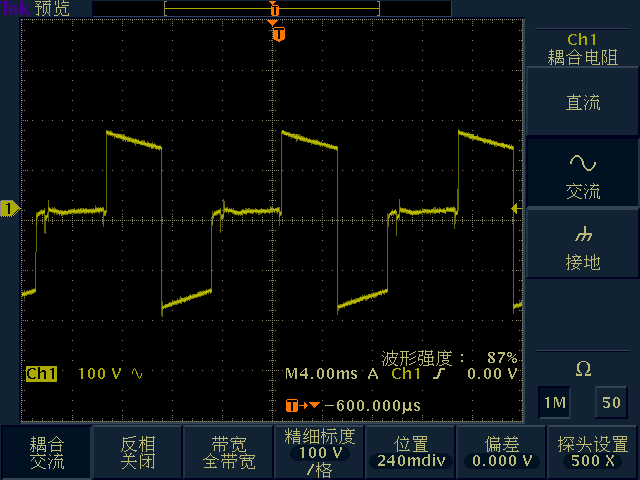 Tek 预览
T
T
Ch1
耦合电阻
直流
交流
接地
1
波形强度： 87%
Ch1 100 V M4.00ms A Ch1 0.00 V
T −600.000µs
Ω
1M 50
耦合
交流
反相
关闭
带宽
全带宽
精细标度
100 V
/格
位置
240mdiv
偏差
0.000 V
探头设置
500 X